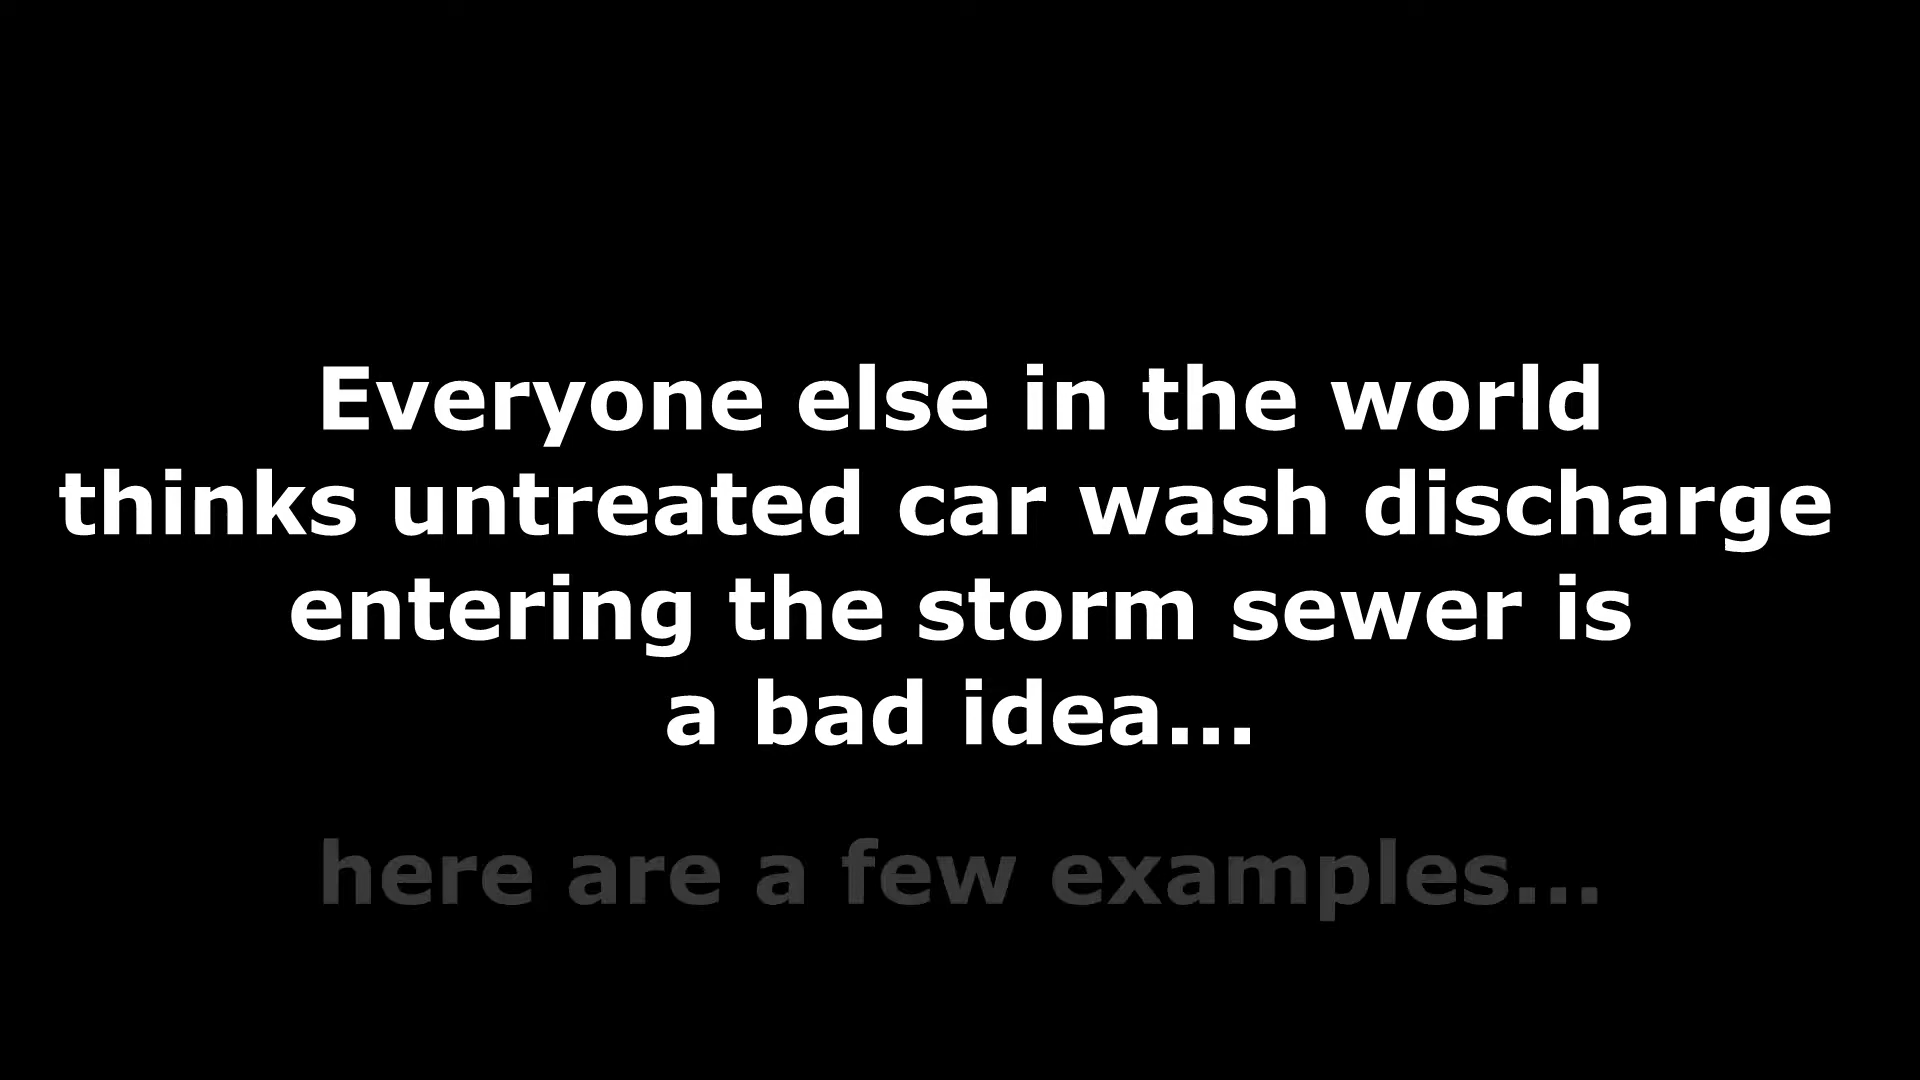 Everyone else in the world
thinks untreated car wash discharge
entering the storm sewer is
a bad idea...
here are a few examples...